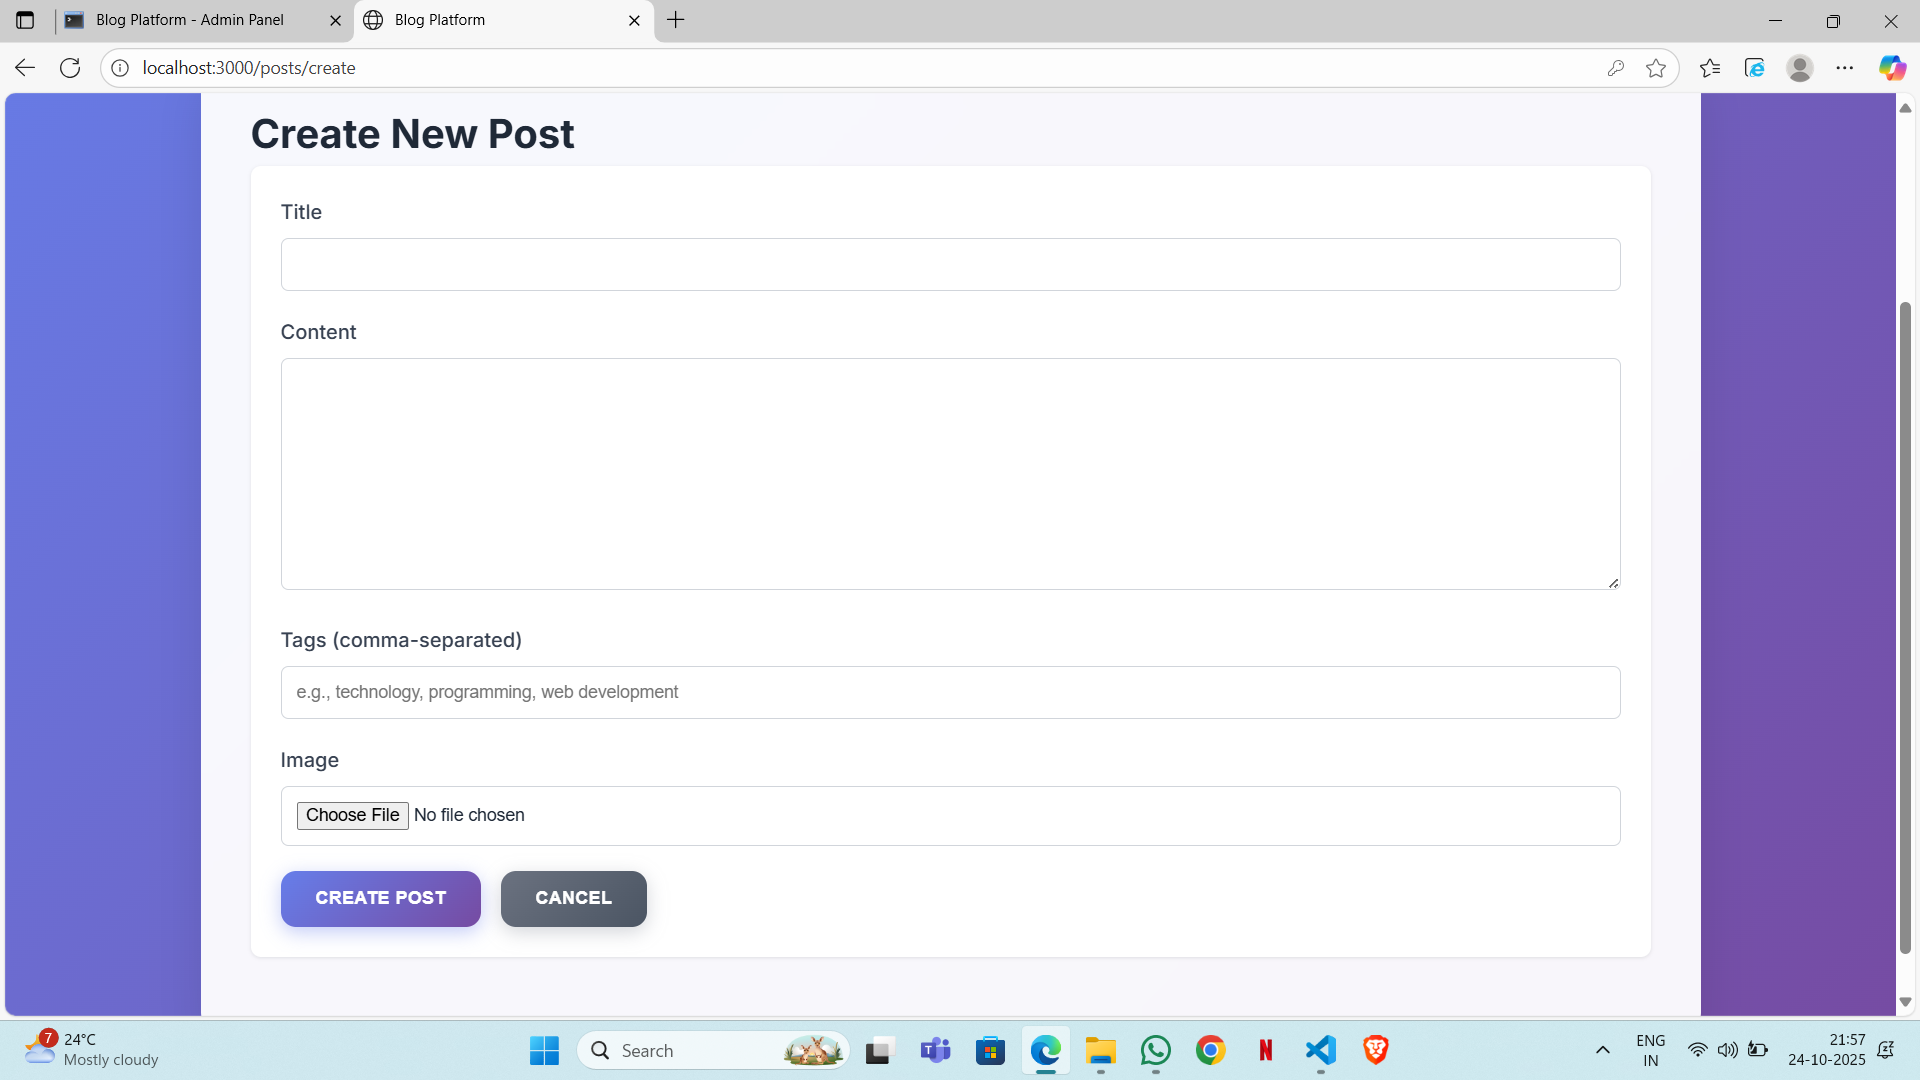 Blog Platform - Admin Panel
Blog Platform
localhost:3000/posts/create
Create New Post
Title
Content
Tags (comma-separated)
e.g., technology, programming, web development
Image
Choose File No file chosen
CREATE POST
CANCEL
7
24°C
Mostly cloudy
Search
T
N
ENG
IN
21:57
24-10-2025